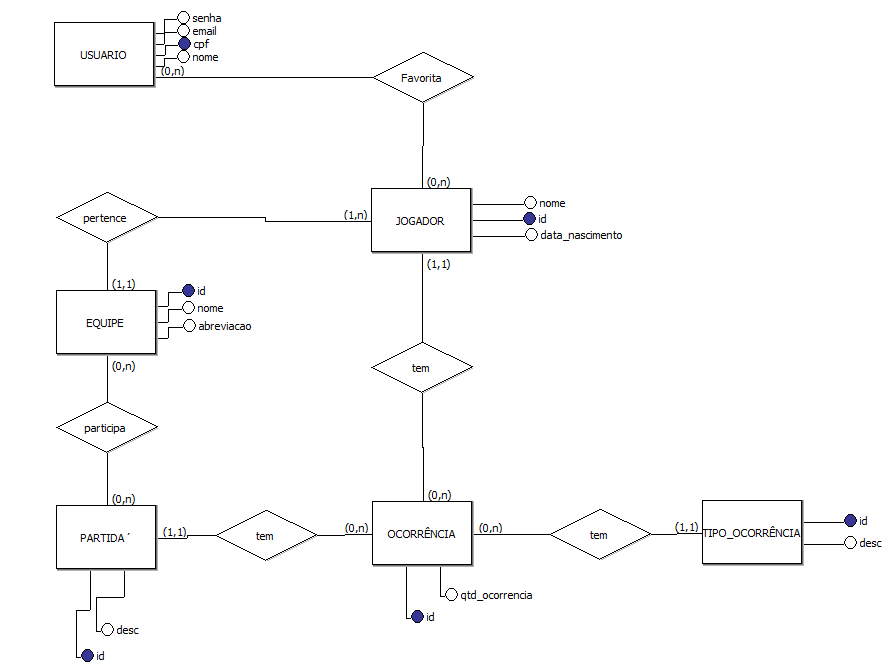 senha
email
cpf
nome
USUARIO
(0,n)
Favorita
(0,n)
nome
id
data_nascimento
JOGADOR
(1,n)
pertence
(1,1)
(1,1)
id
nome
abreviacao
EQUIPE
(0,n)
tem
participa
(0,n)
(0,n)
PARTIDA´
(1,1)
tem
(0,n)
OCORRÊNCIA
(0,n)
tem
(1,1)
TIPO_OCORRÊNCIA
id
desc
qtd_ocorrencia
id
desc
id